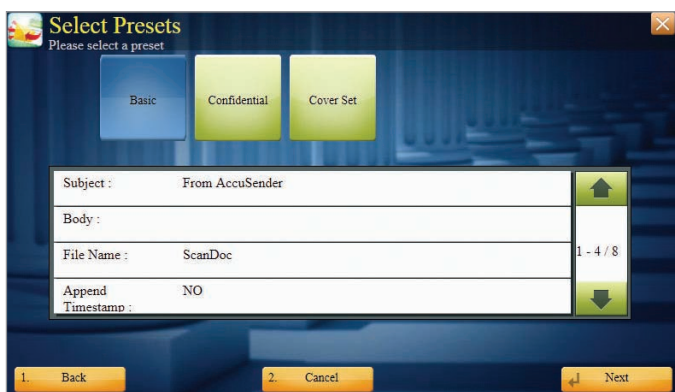 Select Presets
Please select a preset
Basic Confidential Cover Set
Subject : From AccuSender
Body :
File Name : ScanDoc
1 - 4 / 8
Append NO
Timestamp :
1. Back 2. Cancel Next